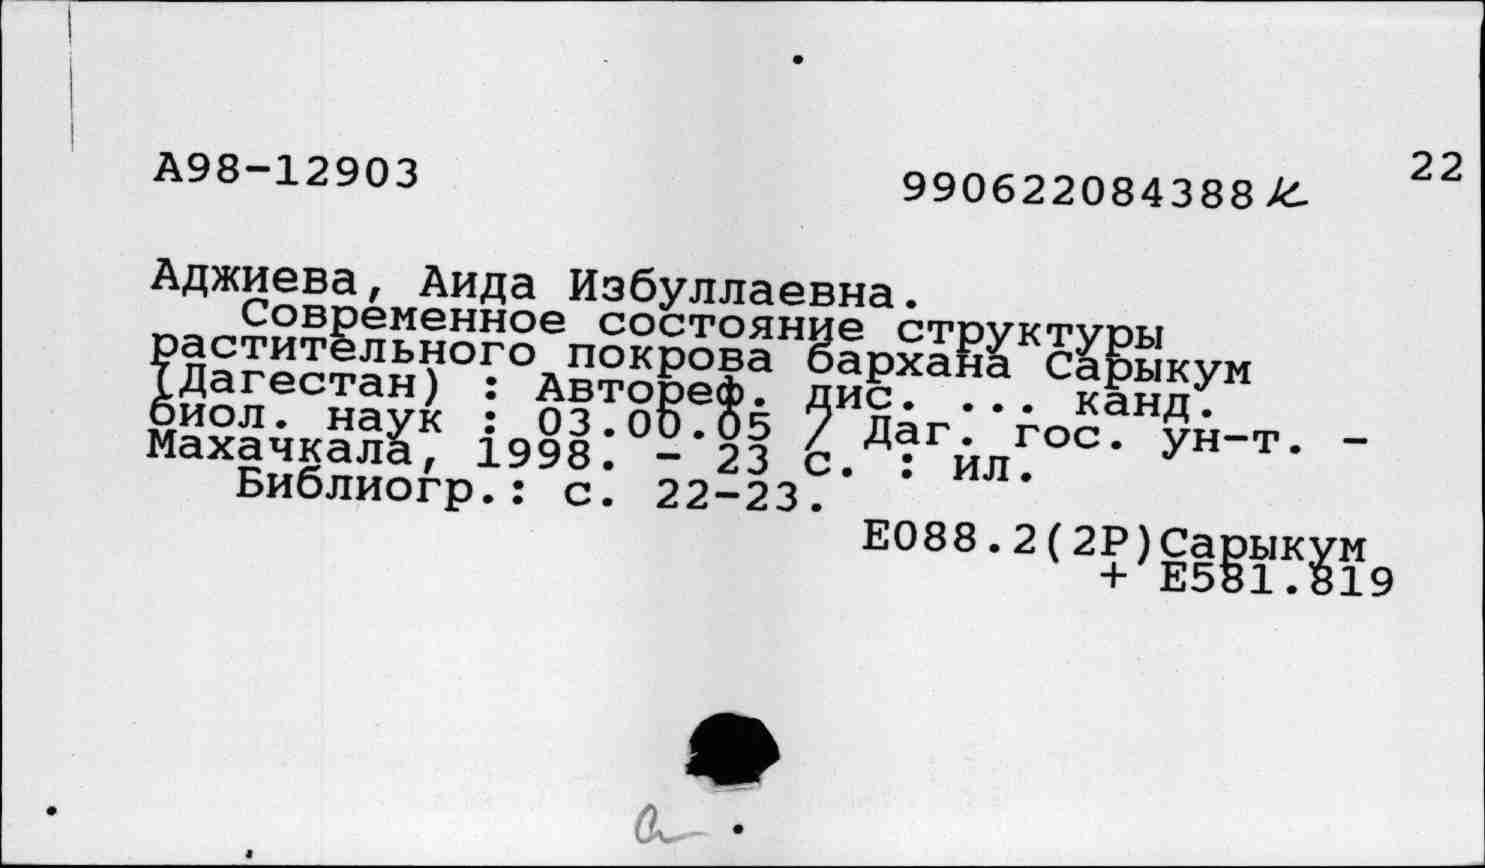 А98-12903
22
990622084388 к
Аджиева, Аида Избуллаевна.
Современное состояние структуры
растительного покрова бархана Сарыкум
(Дагестан) : Автореф. дис. ... канд.
биол. наук : 03.00.05 / Даг. гос. ун-т. -
Махачкала, 1998. - 23 с. : ил.
Библиогр.: с. 22-23.
Е088.2(2Р)Сарыкум
+ Е581.819